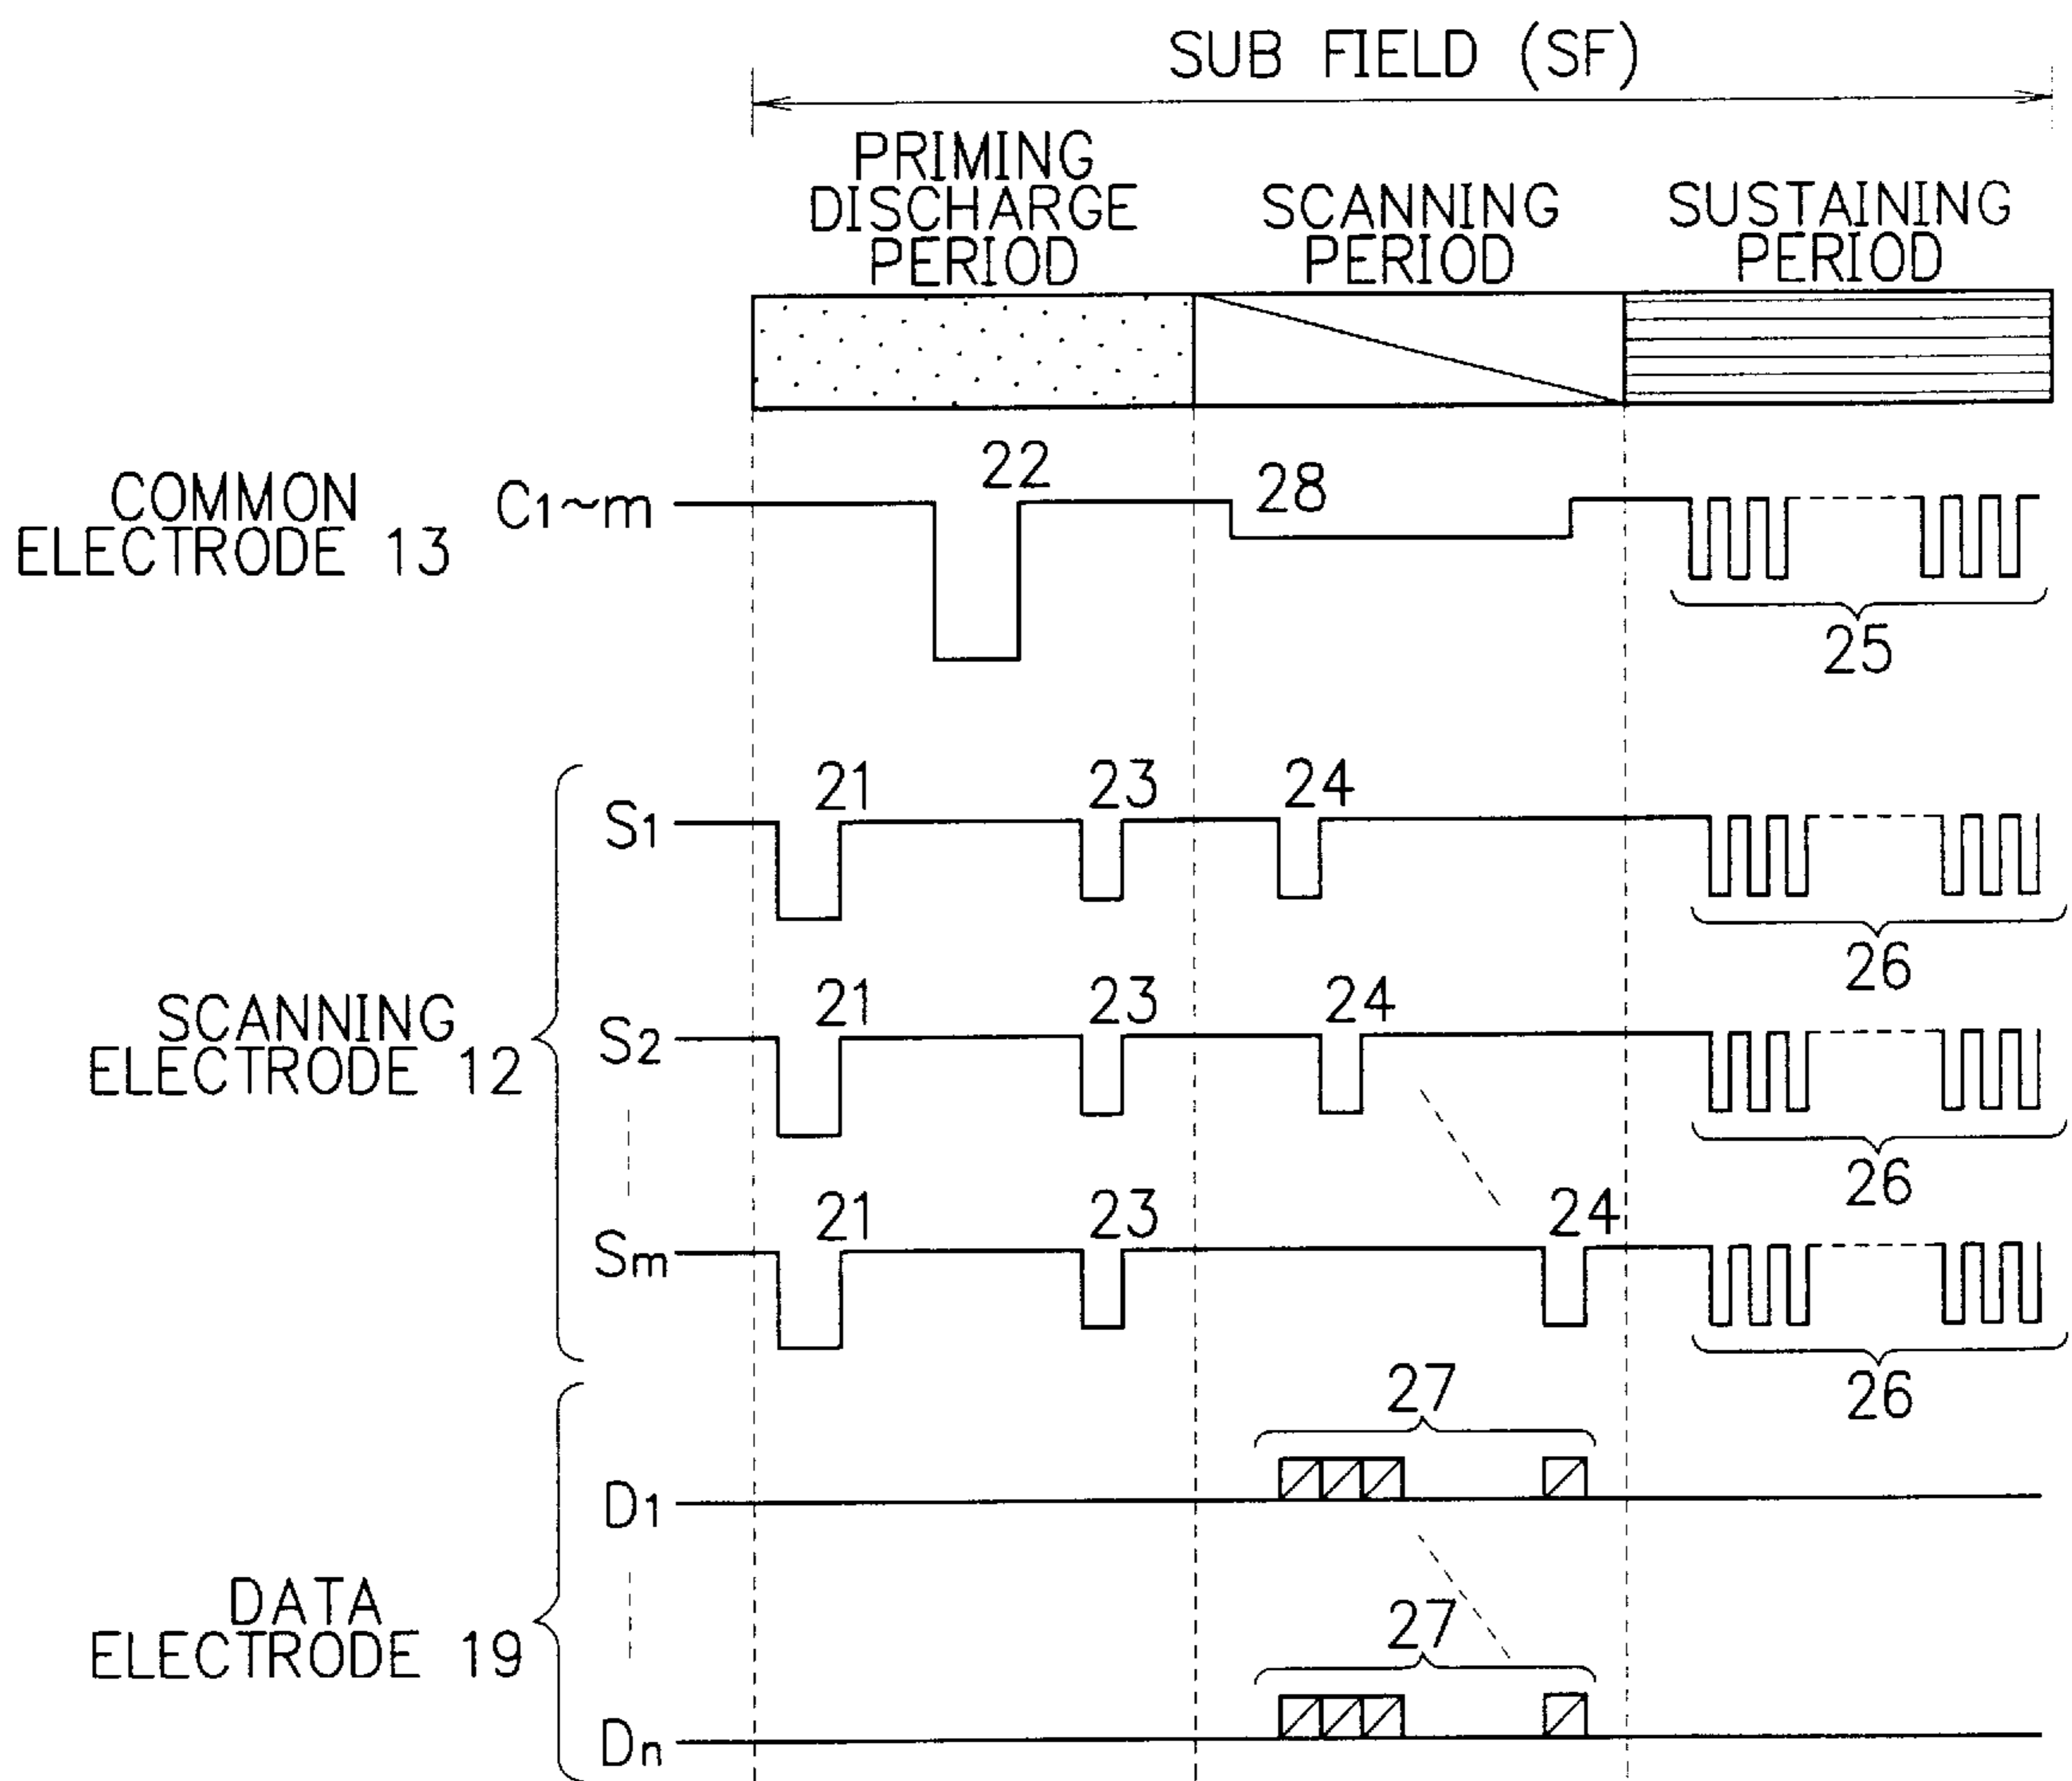 SUB FIELD (SF)
PRIMING
DISCHARGE
PERIOD
SCANNING
PERIOD
SUSTAINING
PERIOD
COMMON
ELECTRODE 13
C1~m
22
28
25
SCANNING
ELECTRODE 12
S1
21
23
24
26
S2
21
23
24
26
Sm
21
23
24
26
DATA
ELECTRODE 19
D1
27
Dn
27